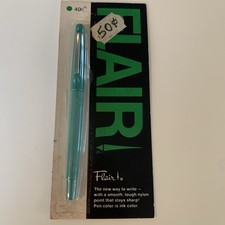 49¢
50¢
FLAIR!
Flair!®
The new way to write –
with a smooth, tough nylon
point that stays sharp!
Pen color is ink color.